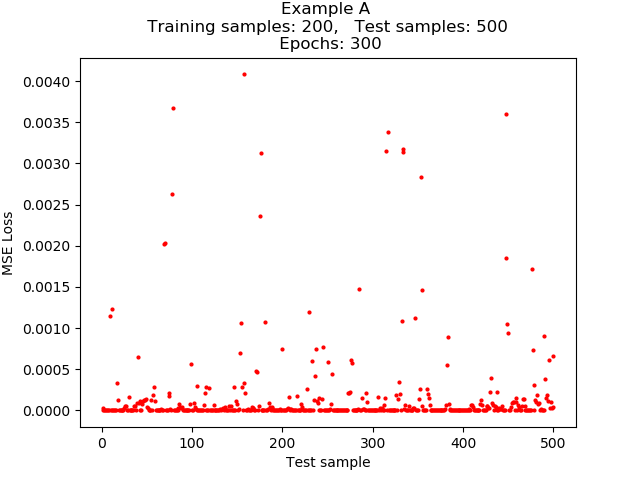 Example A
Training samples: 200,   Test samples: 500
Epochs: 300
0.0040
0.0035
0.0030
0.0025
0.0020
0.0015
0.0010
0.0005
0.0000
MSE Loss
0 100 200 300 400 500
Test sample